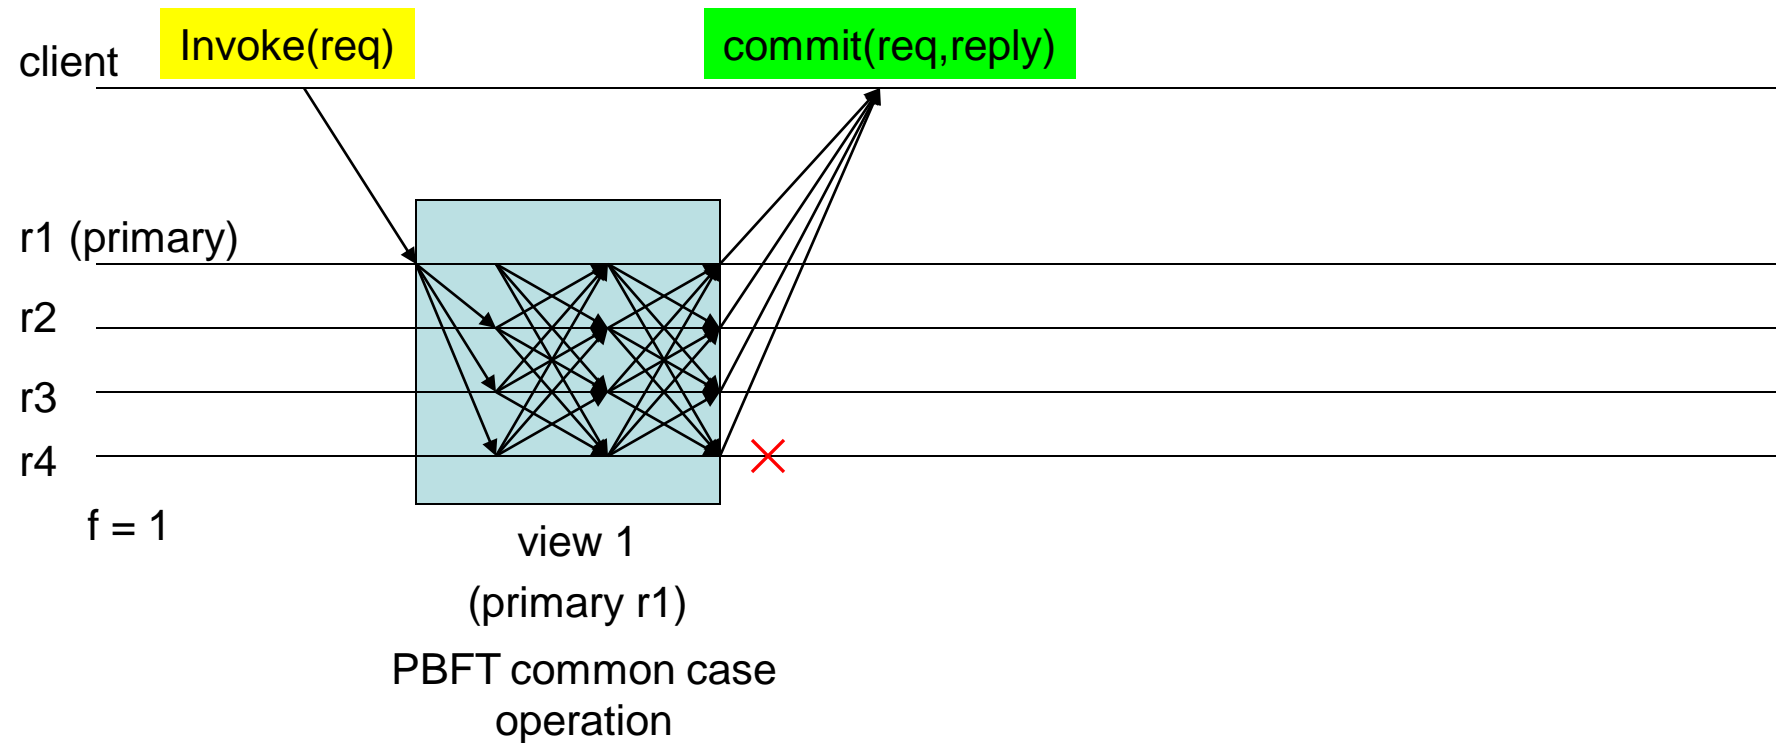 client
Invoke(req)
commit(req,reply)
r1 (primary)
r2
r3
r4
f = 1
view 1
(primary r1)
PBFT common case
operation